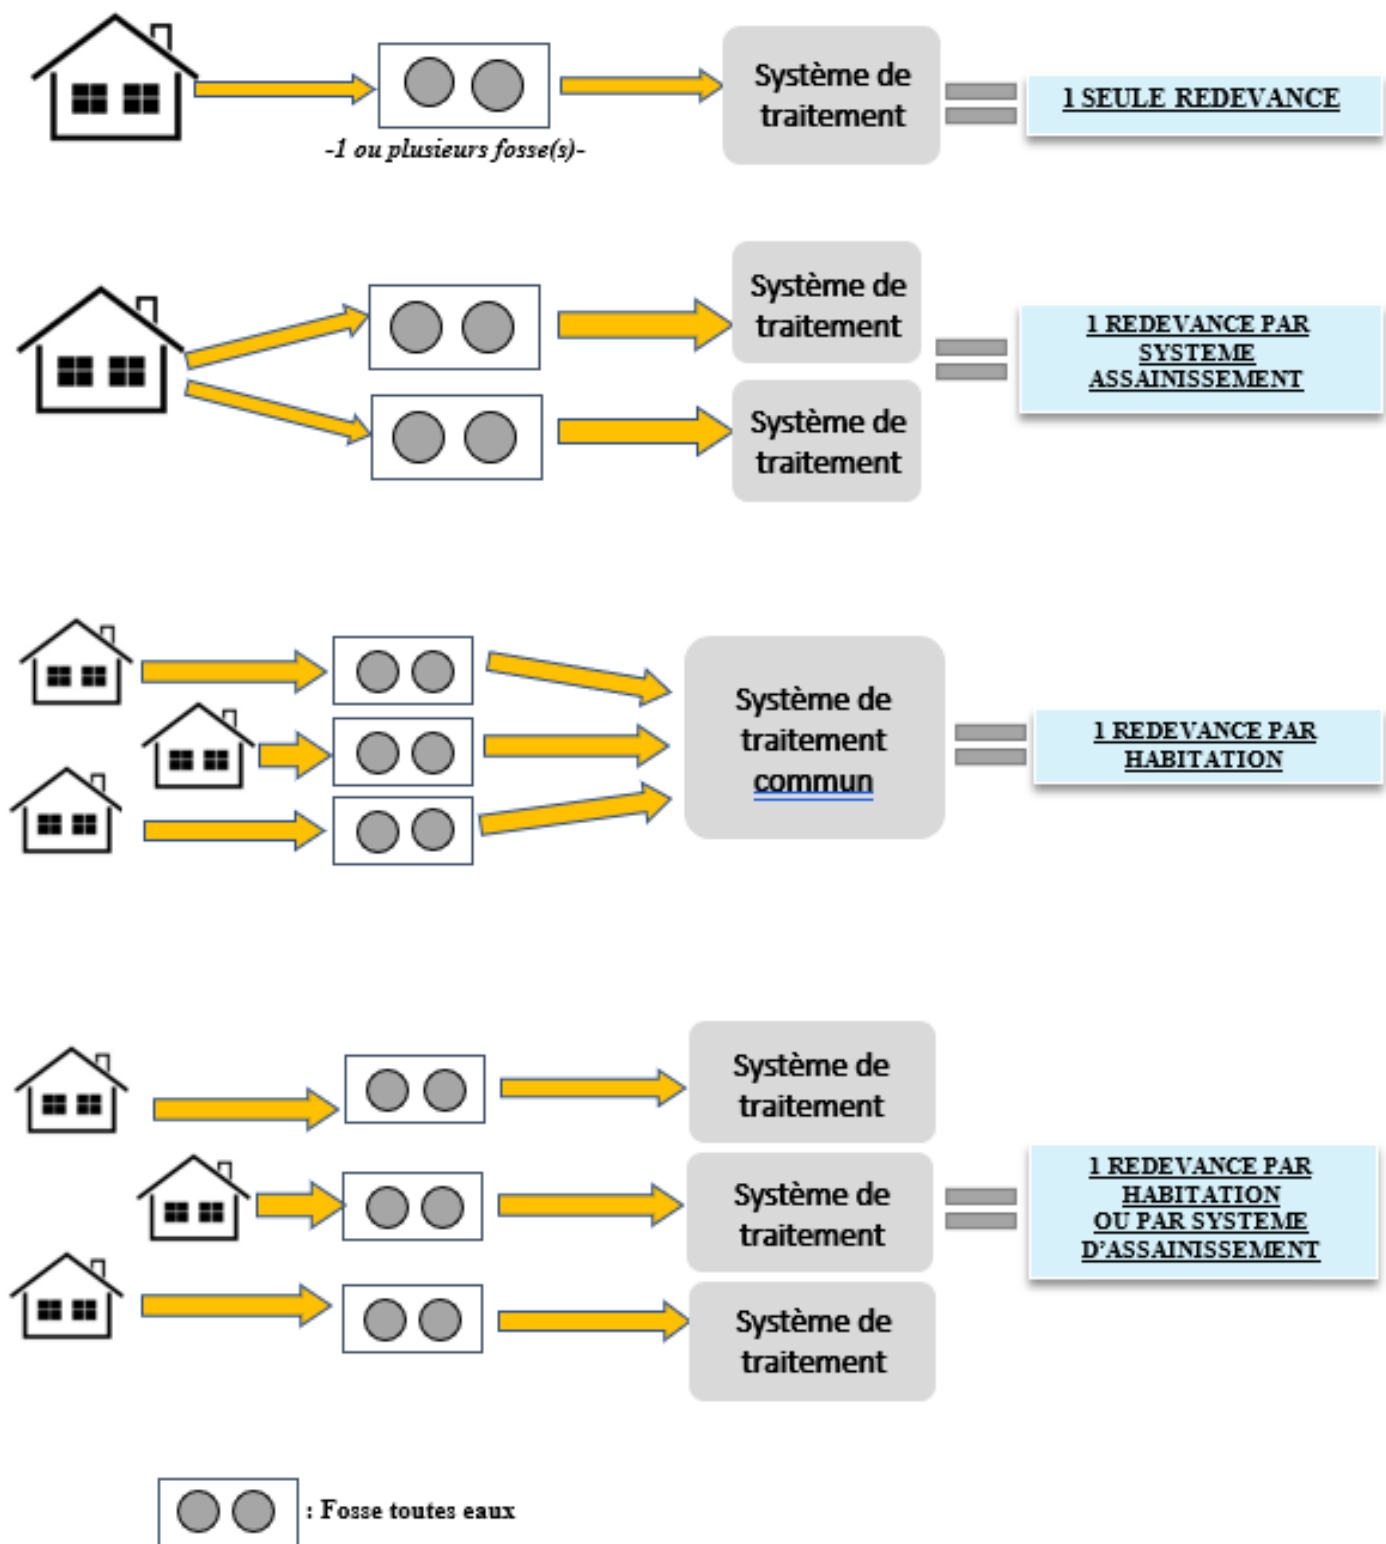 Système de
traitement
1 SEULE REDEVANCE
-1 ou plusieurs fosse(s)-
Système de
traitement
Système de
traitement
1 REDEVANCE PAR
SYSTEME
ASSAINISSEMENT
Système de
traitement
commun
1 REDEVANCE PAR
HABITATION
Système de
traitement
Système de
traitement
Système de
traitement
1 REDEVANCE PAR
HABITATION
OU PAR SYSTEME
D'ASSAINISSEMENT
: Fosse toutes eaux